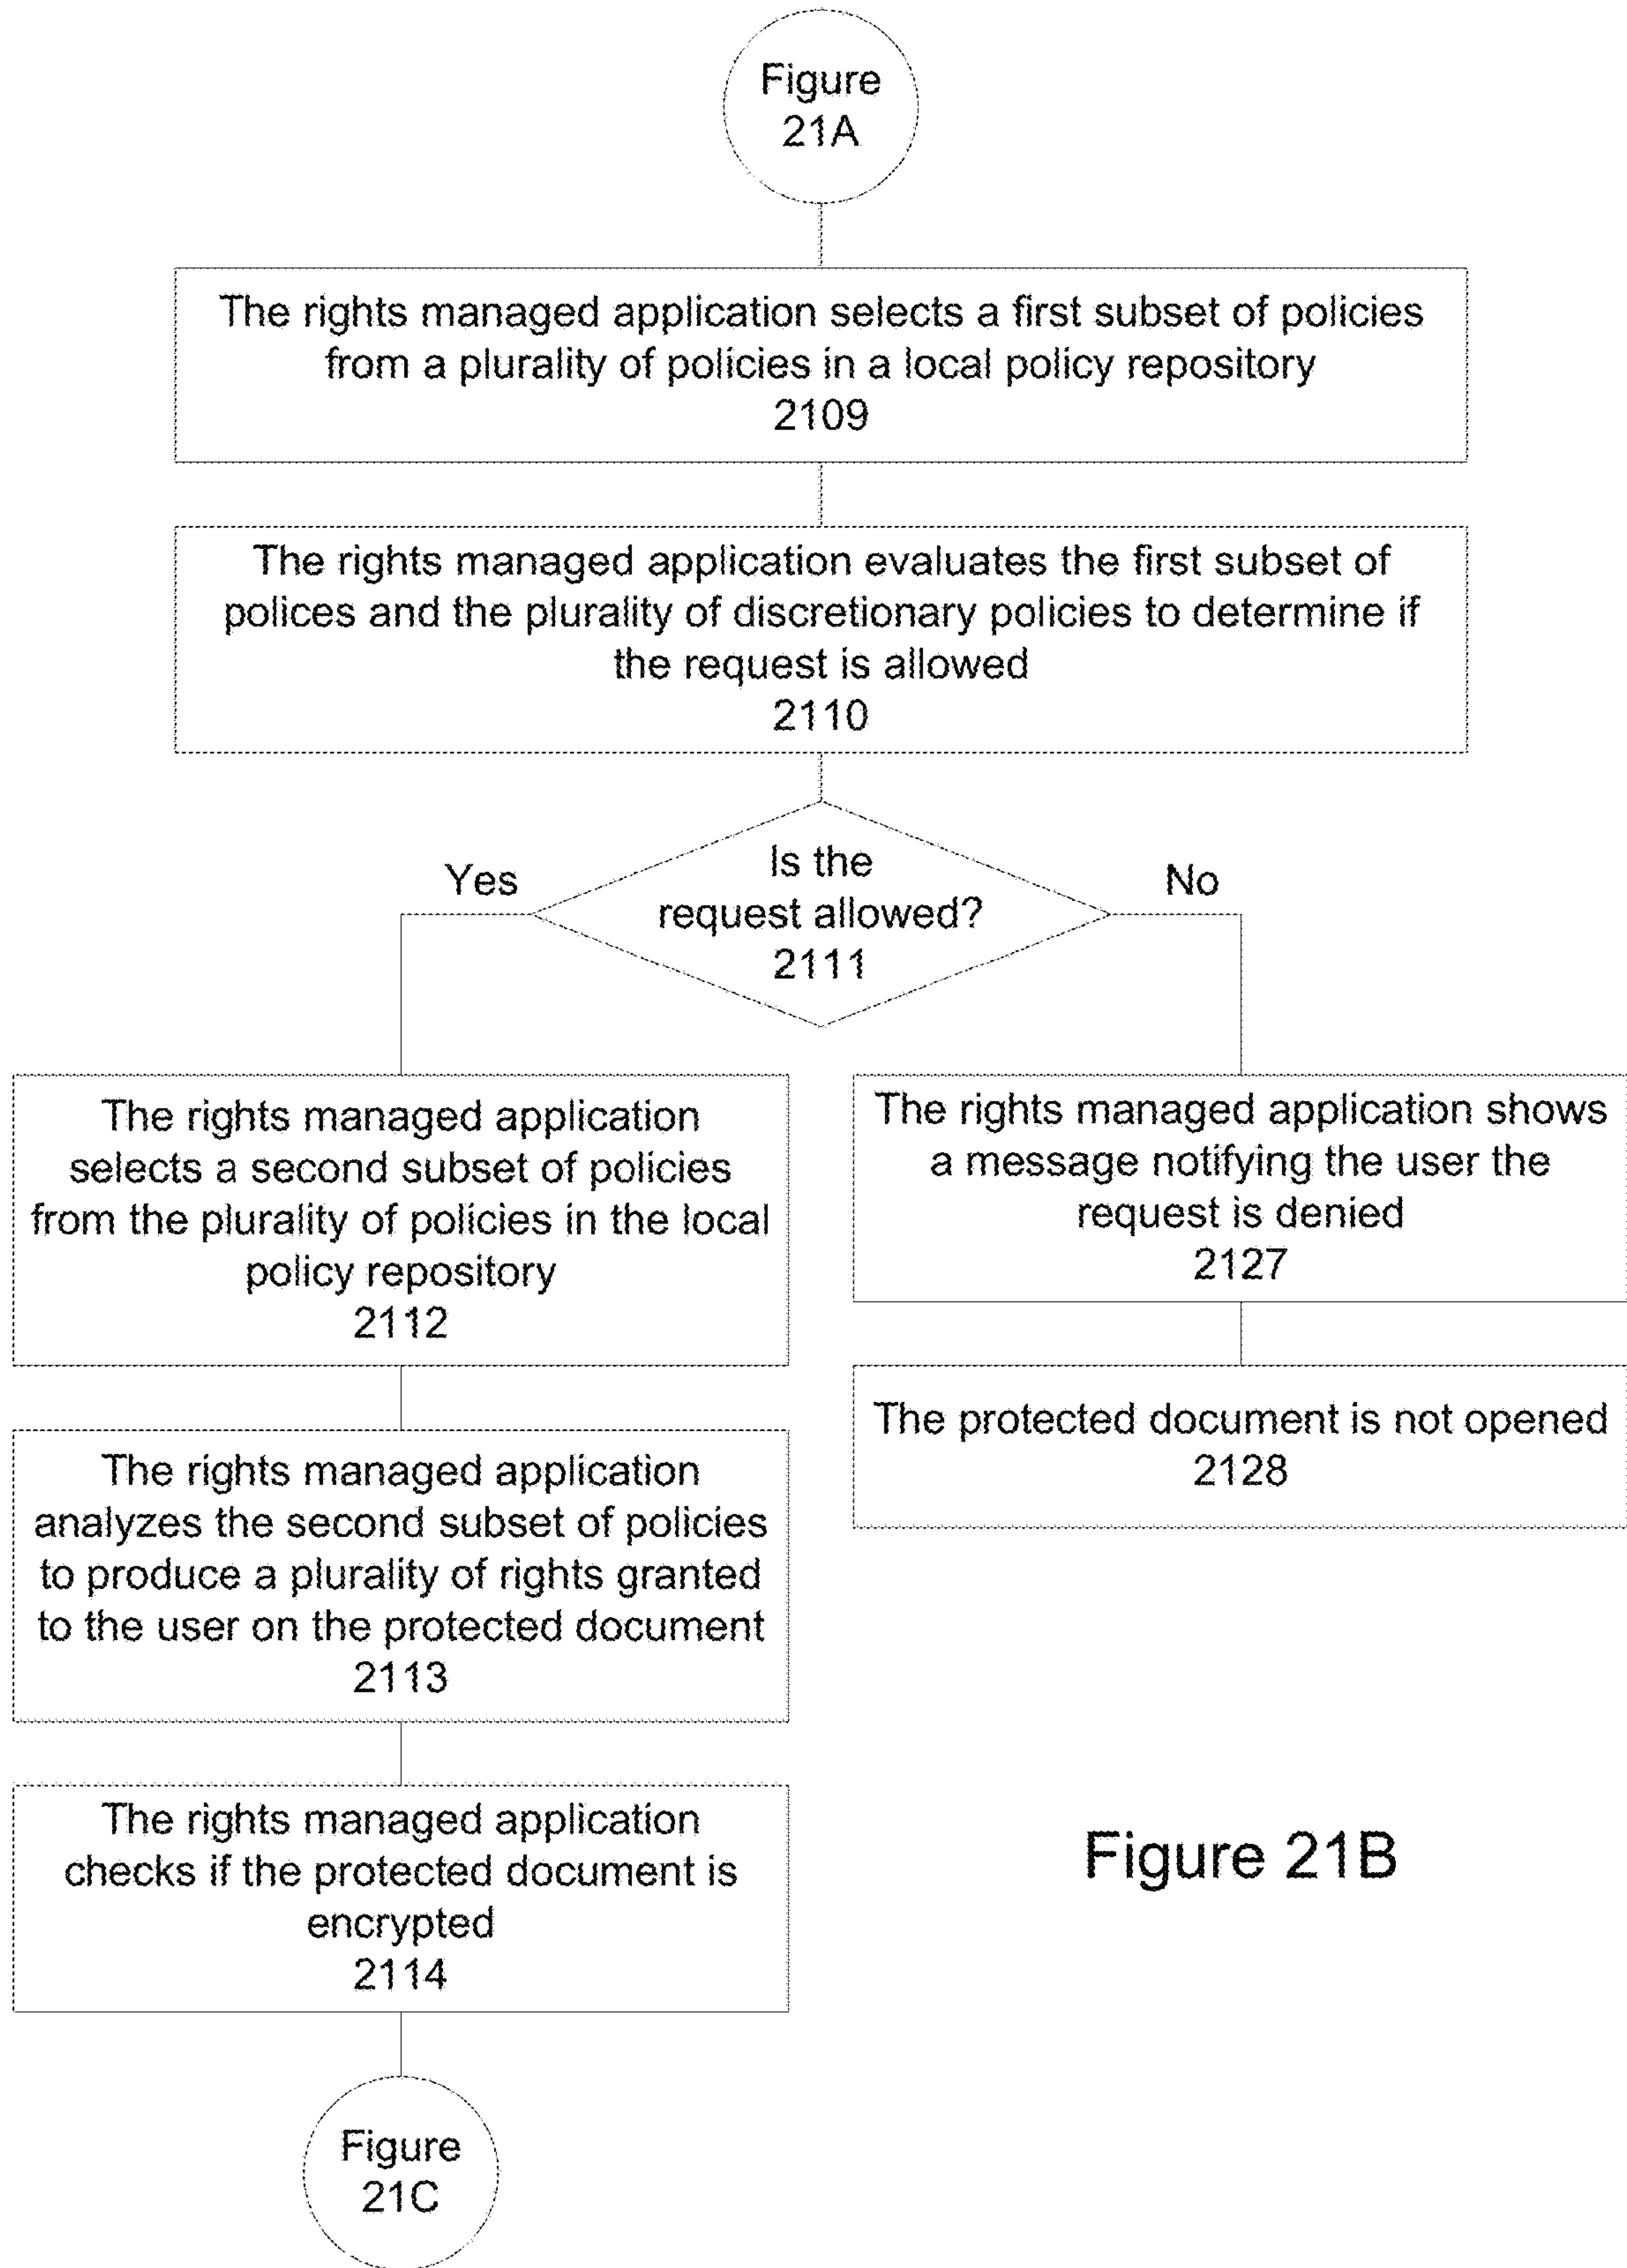 Figure
21A
The rights managed application selects a first subset of policies
from a plurality of policies in a local policy repository
2109
The rights managed application evaluates the first subset of
polices and the plurality of discretionary policies to determine if
the request is allowed
2110
Is the
request allowed?
2111
Yes
No
The rights managed application
selects a second subset of policies
from the plurality of policies in the local
policy repository
2112
The rights managed application shows
a message notifying the user the
request is denied
2127
The rights managed application
analyzes the second subset of policies
to produce a plurality of rights granted
to the user on the protected document
2113
The protected document is not opened
2128
The rights managed application
checks if the protected document is
encrypted
2114
Figure 21B
Figure
21C